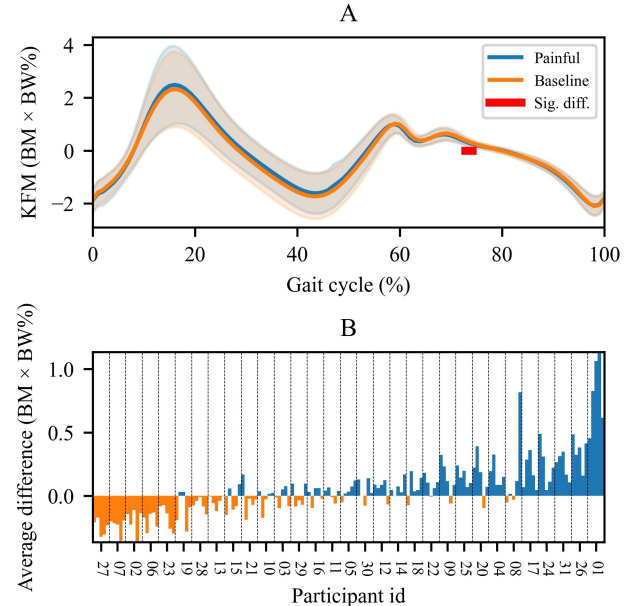 A
KFM (BM × BW%)
4
2
0
−2
Painful
Baseline
Sig. diff.
0 20 40 60 80 100
Gait cycle (%)
B
Average difference (BM × BW%)
1.0
0.5
0.0
27 07 02 06 23 19 28 13 15 21 10 03 29 16 11 05 30 12 14 18 22 09 25 20 04 08 17 24 31 26 01
Participant id